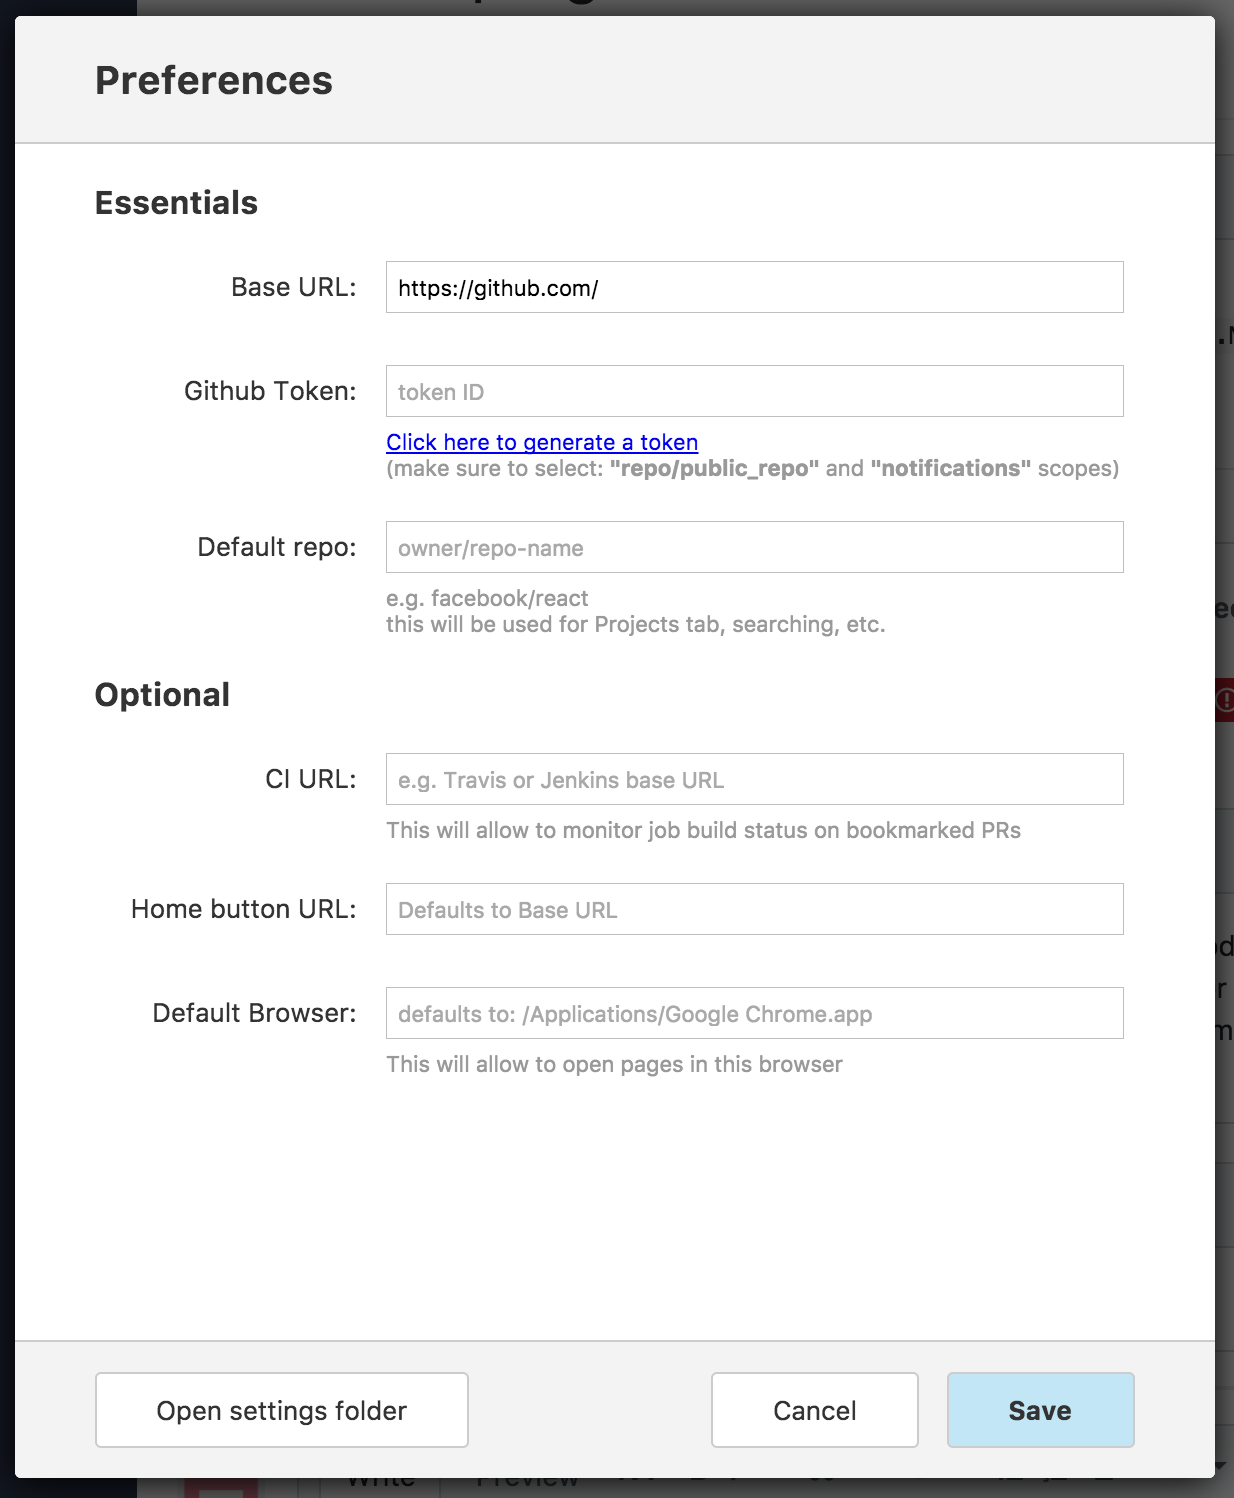 Preferences
Essentials
Base URL: https://github.com/
Github Token: token ID
Click here to generate a token
(make sure to select: "repo/public_repo" and "notifications" scopes)
Default repo: owner/repo-name
e.g. facebook/react
this will be used for Projects tab, searching, etc.
Optional
CI URL: e.g. Travis or Jenkins base URL
This will allow to monitor job build status on bookmarked PRs
Home button URL: Defaults to Base URL
Default Browser: defaults to: /Applications/Google Chrome.app
This will allow to open pages in this browser
Open settings folder Cancel Save
Write Preview